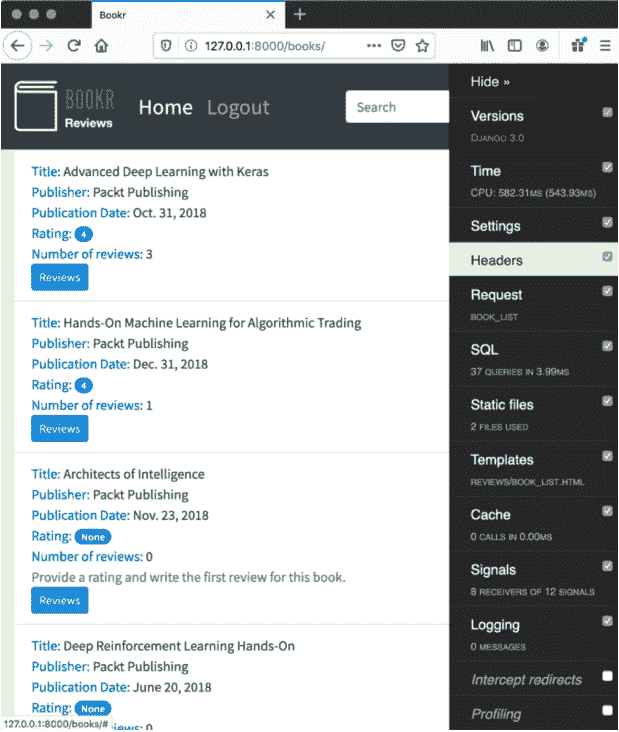 Bookr
127.0.0.1:8000/books/
BOOKR
Reviews
Home
Logout
Search
Title: Advanced Deep Learning with Keras
Publisher: Packt Publishing
Publication Date: Oct. 31, 2018
Rating: 4
Number of reviews: 3
Reviews
Title: Hands-On Machine Learning for Algorithmic Trading
Publisher: Packt Publishing
Publication Date: Dec. 31, 2018
Rating: 4
Number of reviews: 1
Reviews
Title: Architects of Intelligence
Publisher: Packt Publishing
Publication Date: Nov. 23, 2018
Rating: None
Number of reviews: 0
Provide a rating and write the first review for this book.
Reviews
Title: Deep Reinforcement Learning Hands-On
Publisher: Packt Publishing
Publication Date: June 20, 2018
Rating: None
127.0.0.1:8000/books/# iews: 0
Hide »
Versions
DJANGO 3.0
Time
CPU: 582.31MS (543.93MS)
Settings
Headers
Request
BOOK_LIST
SQL
37 QUERIES IN 3.99MS
Static files
2 FILES USED
Templates
REVIEWS/BOOK_LIST.HTML
Cache
0 CALLS IN 0.00MS
Signals
8 RECEIVERS OF 12 SIGNALS
Logging
0 MESSAGES
Intercept redirects
Profiling